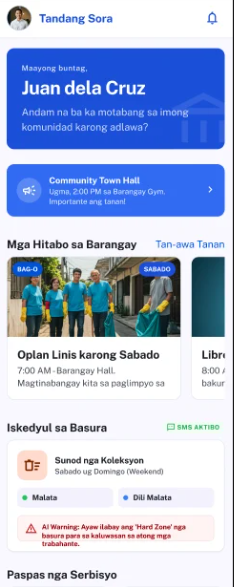 Tandang Sora
Maayong buntag,
Juan dela Cruz
Andam na ba ka motabang sa imong
komunidad karong adlawa?
Community Town Hall
Ugma, 2:00 PM sa Barangay Gym.
Importante ang tanan!
Mga Hitabo sa Barangay
Tan-awa Tanan
BAG-O
SABADO
Oplan Linis karong Sabado
7:00 AM - Barangay Hall.
Magtinabangay kita sa paglimpyo sa
Libre
8:00 A
bakun
Iskedyul sa Basura
SMS AKTIBO
Sunod nga Koleksyon
Sabado ug Domingo (Weekend)
Malata
Dili Malata
AI Warning: Ayaw ilabay ang 'Hard Zone' nga
basura para sa kaluwasan sa atong mga
trabahante.
Paspas nga Serbisyo